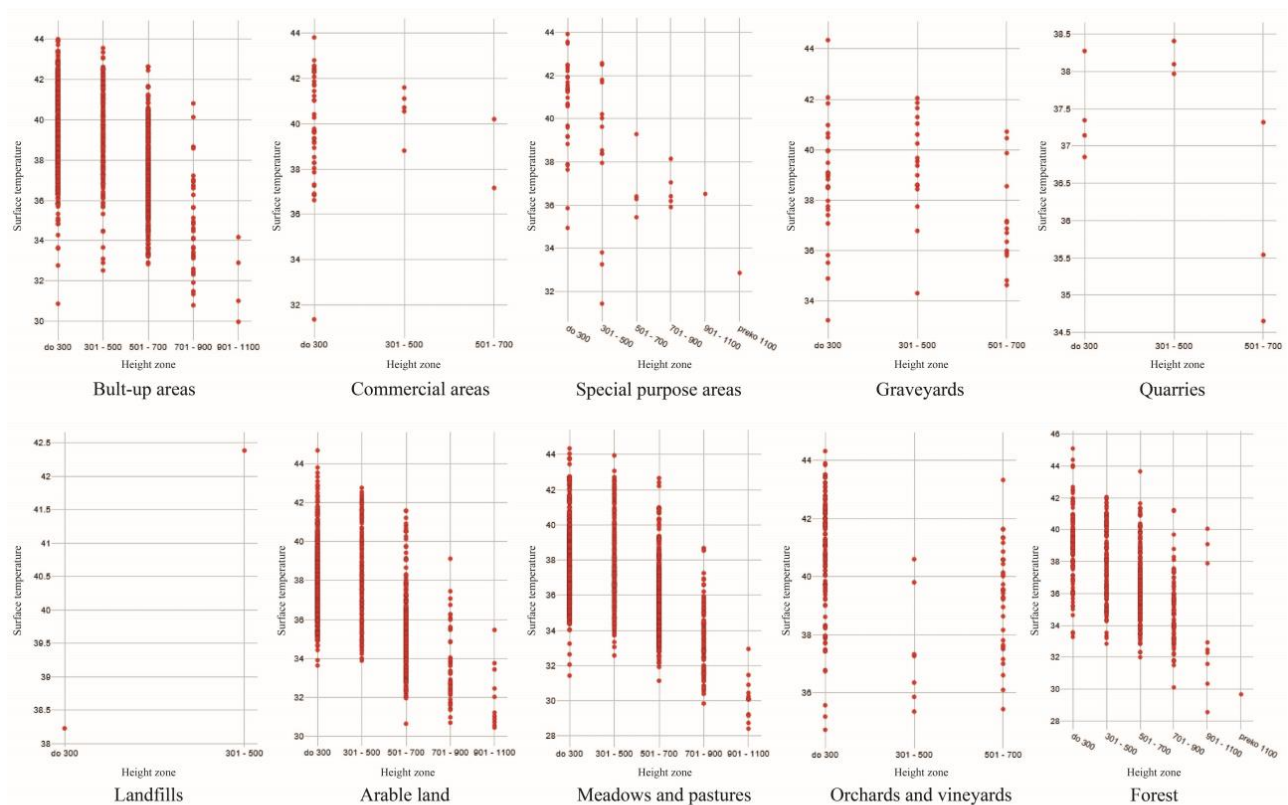 Surface temperature
44
42
40
38
36
34
32
30
do 300
301 - 500
501 - 700
701 - 900
901 - 1100
Height zone
Bult-up areas
Surface temperature
44
42
40
38
36
34
32
do 300
301 - 500
501 - 700
Height zone
Commercial areas
Surface temperature
44
42
40
38
36
34
32
do 300
301 - 500
501 - 700
701 - 900
901 - 1100
preko 1100
Height zone
Special purpose areas
Surface temperature
44
42
40
38
36
34
do 300
301 - 500
501 - 700
Height zone
Graveyards
Surface temperature
38.5
38
37.5
37
36.5
36
35.5
35
34.5
do 300
301 - 500
501 - 700
Height zone
Quarries
Surface temperature
42.5
42
41.5
41
40.5
40
39.5
39
38.5
38
do 300
301 - 500
Height zone
Landfills
Surface temperature
44
42
40
38
36
34
32
30
do 300
301 - 500
501 - 700
701 - 900
901 - 1100
Height zone
Arable land
Surface temperature
44
42
40
38
36
34
32
30
28
do 300
301 - 500
501 - 700
701 - 900
901 - 1100
Height zone
Meadows and pastures
Surface temperature
44
42
40
38
36
do 300
301 - 500
501 - 700
Height zone
Orchards and vineyards
Surface temperature
46
44
42
40
38
36
34
32
30
28
do 300
301 - 500
501 - 700
701 - 900
901 - 1100
preko 1100
Height zone
Forest